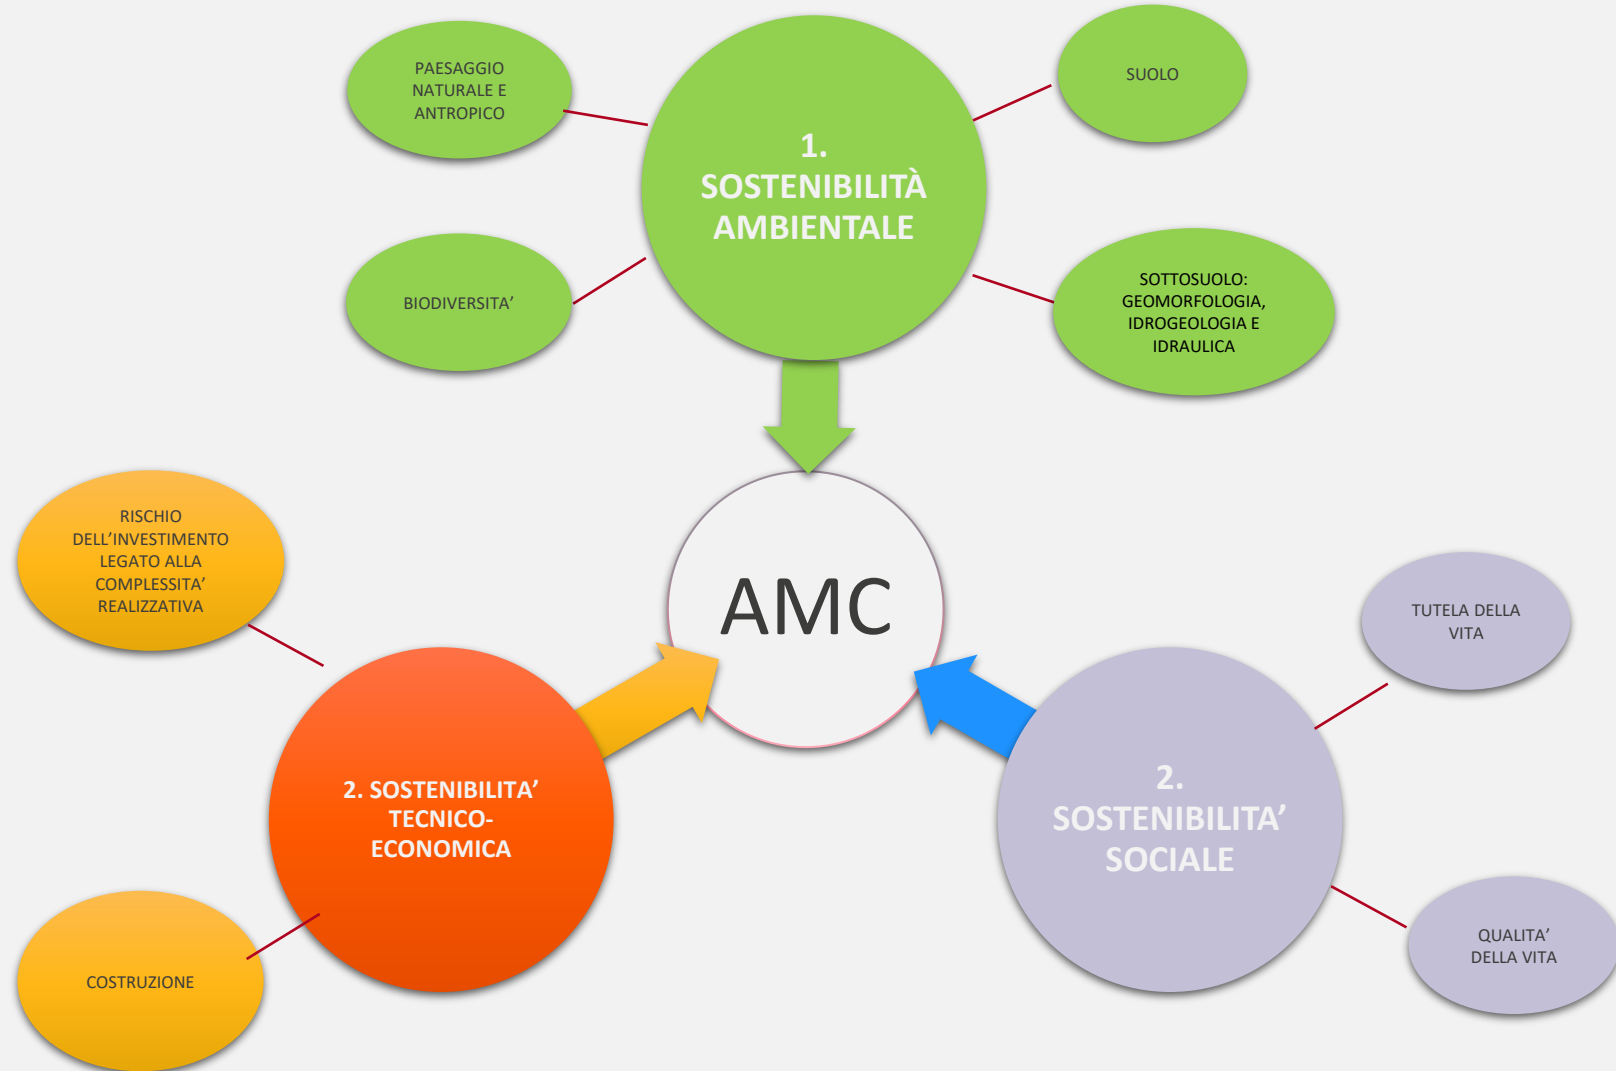 PAESAGGIO
NATURALE E
ANTROPICO
SUOLO
1.
SOSTENIBILITÀ
AMBIENTALE
BIODIVERSITA’
SOTTOSUOLO:
GEOMORFOLOGIA,
IDROGEOLOGIA E
IDRAULICA
RISCHIO
DELL’INVESTIMENTO
LEGATO ALLA
COMPLESSITA’
REALIZZATIVA
AMC
TUTELA DELLA
VITA
2. SOSTENIBILITA’
TECNICO-
ECONOMICA
2.
SOSTENIBILITA’
SOCIALE
COSTRUZIONE
QUALITA’
DELLA VITA